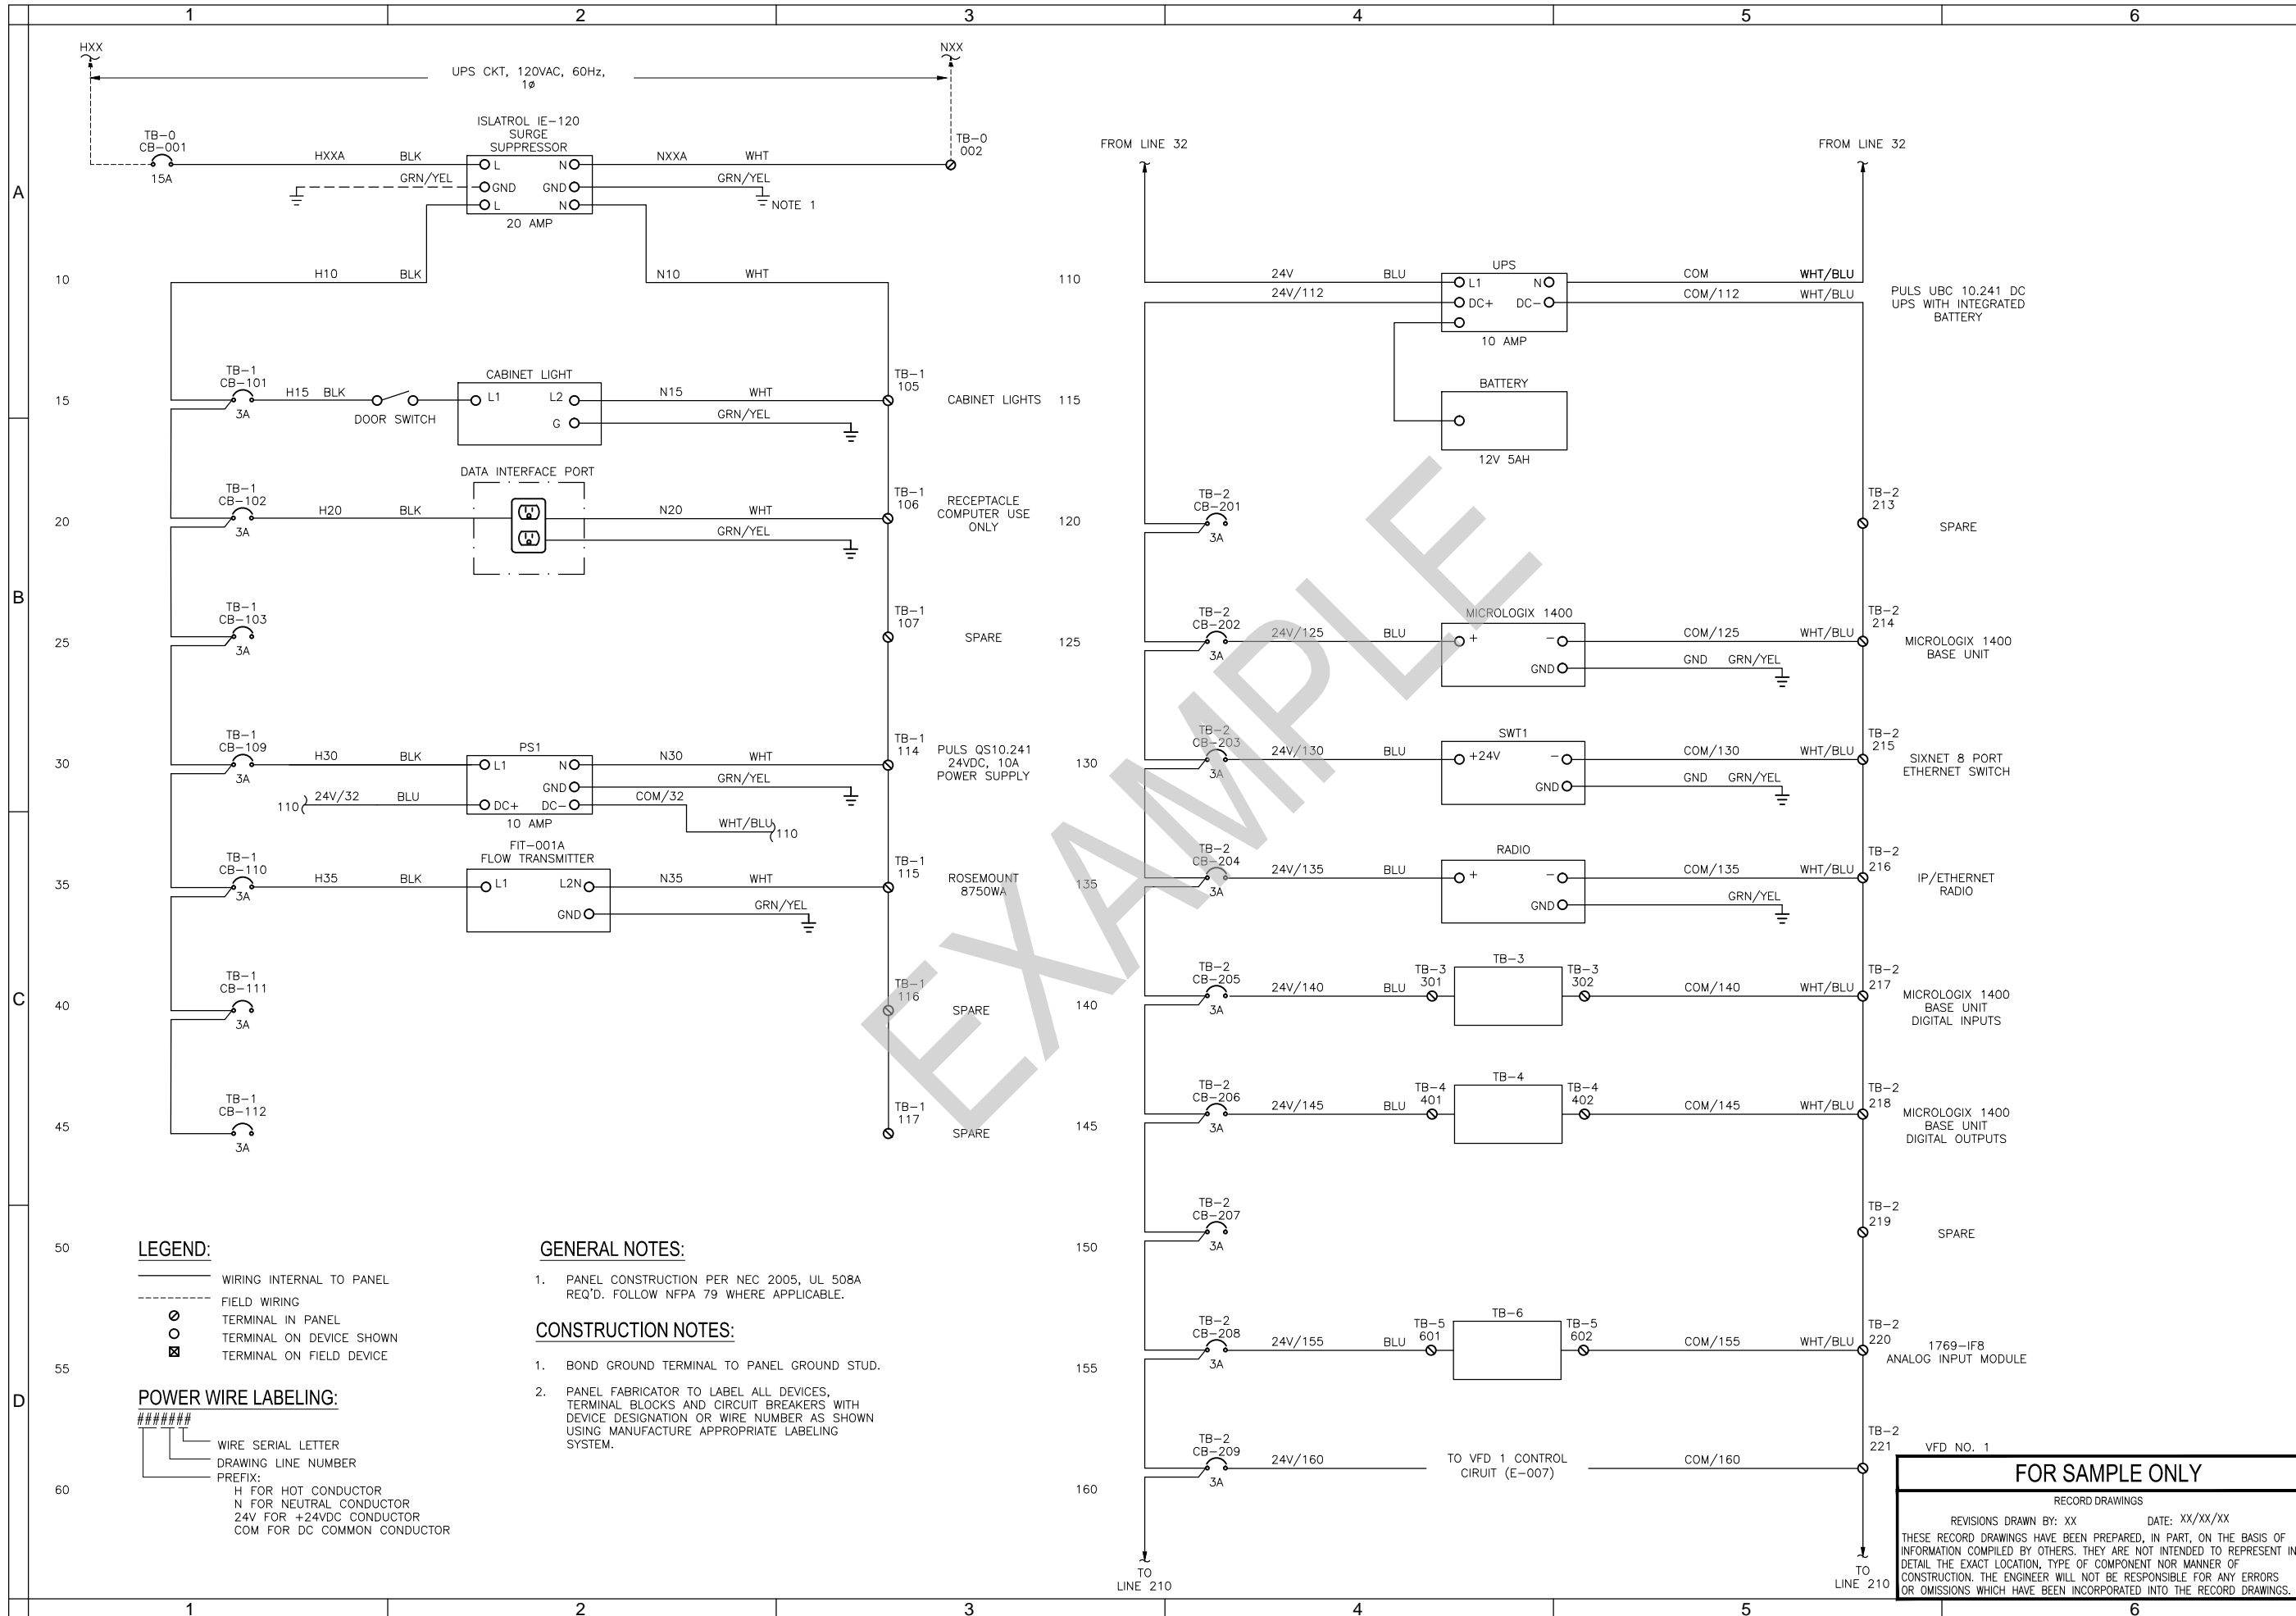 1 2 3 4 5 6
A
B
C
D
HXX
NXX
UPS CKT, 120VAC, 60Hz,
1ø
TB-0
CB-001
15A
HXXA BLK
GRN/YEL
ISLATROL IE-120
SURGE
SUPPRESSOR
L N
GND GND
L N
20 AMP
NXXA WHT
GRN/YEL
NOTE 1
TB-0
002
10
H10 BLK
N10 WHT
15
TB-1
CB-101
3A
H15 BLK
DOOR SWITCH
CABINET LIGHT
L1 L2
G
N15 WHT
GRN/YEL
TB-1
105
CABINET LIGHTS
20
TB-1
CB-102
3A
H20 BLK
DATA INTERFACE PORT
N20 WHT
GRN/YEL
TB-1
106
RECEPTACLE
COMPUTER USE
ONLY
25
TB-1
CB-103
3A
TB-1
107
SPARE
30
TB-1
CB-109
3A
H30 BLK
110 24V/32 BLU
PS1
L1 N
GND
DC+ DC-
10 AMP
N30 WHT
GRN/YEL
COM/32
WHT/BLU 110
TB-1
114
PULS QS10.241
24VDC, 10A
POWER SUPPLY
35
TB-1
CB-110
3A
H35 BLK
FIT-001A
FLOW TRANSMITTER
L1 L2N
GND
N35 WHT
GRN/YEL
TB-1
115
ROSEMOUNT
8750WA
40
TB-1
CB-111
3A
TB-1
116
SPARE
45
TB-1
CB-112
3A
TB-1
117
SPARE
50
55
60
LEGEND:
WIRING INTERNAL TO PANEL
FIELD WIRING
TERMINAL IN PANEL
TERMINAL ON DEVICE SHOWN
TERMINAL ON FIELD DEVICE
POWER WIRE LABELING:
#######
WIRE SERIAL LETTER
DRAWING LINE NUMBER
PREFIX:
H FOR HOT CONDUCTOR
N FOR NEUTRAL CONDUCTOR
24V FOR +24VDC CONDUCTOR
COM FOR DC COMMON CONDUCTOR
GENERAL NOTES:
1. PANEL CONSTRUCTION PER NEC 2005, UL 508A
REQ'D. FOLLOW NFPA 79 WHERE APPLICABLE.
CONSTRUCTION NOTES:
1. BOND GROUND TERMINAL TO PANEL GROUND STUD.
2. PANEL FABRICATOR TO LABEL ALL DEVICES,
TERMINAL BLOCKS AND CIRCUIT BREAKERS WITH
DEVICE DESIGNATION OR WIRE NUMBER AS SHOWN
USING MANUFACTURE APPROPRIATE LABELING
SYSTEM.
FROM LINE 32
FROM LINE 32
110
24V BLU
24V/112
UPS
L1 N
DC+ DC-
10 AMP
COM WHT/BLU
COM/112 WHT/BLU
PULS UBC 10.241 DC
UPS WITH INTEGRATED
BATTERY
115
BATTERY
12V 5AH
120
TB-2
CB-201
3A
TB-2
213
SPARE
125
TB-2
CB-202
3A
24V/125 BLU
MICROLOGIX 1400
+ -
GND
COM/125 WHT/BLU
GND GRN/YEL
TB-2
214
MICROLOGIX 1400
BASE UNIT
130
TB-2
CB-203
3A
24V/130 BLU
SWT1
+24V -
GND
COM/130 WHT/BLU
GND GRN/YEL
TB-2
215
SIXNET 8 PORT
ETHERNET SWITCH
135
TB-2
CB-204
3A
24V/135 BLU
RADIO
+ -
GND
COM/135 WHT/BLU
GRN/YEL
TB-2
216
IP/ETHERNET
RADIO
140
TB-2
CB-205
3A
24V/140 BLU
TB-3
301
TB-3
TB-3
302
COM/140 WHT/BLU
TB-2
217
MICROLOGIX 1400
BASE UNIT
DIGITAL INPUTS
145
TB-2
CB-206
3A
24V/145 BLU
TB-4
401
TB-4
TB-4
402
COM/145 WHT/BLU
TB-2
218
MICROLOGIX 1400
BASE UNIT
DIGITAL OUTPUTS
150
TB-2
CB-207
3A
TB-2
219
SPARE
155
TB-2
CB-208
3A
24V/155 BLU
TB-5
601
TB-6
TB-5
602
COM/155 WHT/BLU
TB-2
220
1769-IF8
ANALOG INPUT MODULE
160
TB-2
CB-209
3A
24V/160
TO VFD 1 CONTROL
CIRUIT (E-007)
COM/160
TB-2
221
VFD NO. 1
TO
LINE 210
TO
LINE 210
EXAMPLE
FOR SAMPLE ONLY
RECORD DRAWINGS
REVISIONS DRAWN BY: XX DATE: XX/XX/XX
THESE RECORD DRAWINGS HAVE BEEN PREPARED, IN PART, ON THE BASIS OF
INFORMATION COMPILED BY OTHERS. THEY ARE NOT INTENDED TO REPRESENT IN
DETAIL THE EXACT LOCATION, TYPE OF COMPONENT NOR MANNER OF
CONSTRUCTION. THE ENGINEER WILL NOT BE RESPONSIBLE FOR ANY ERRORS
OR OMISSIONS WHICH HAVE BEEN INCORPORATED INTO THE RECORD DRAWINGS.
1 2 3 4 5 6